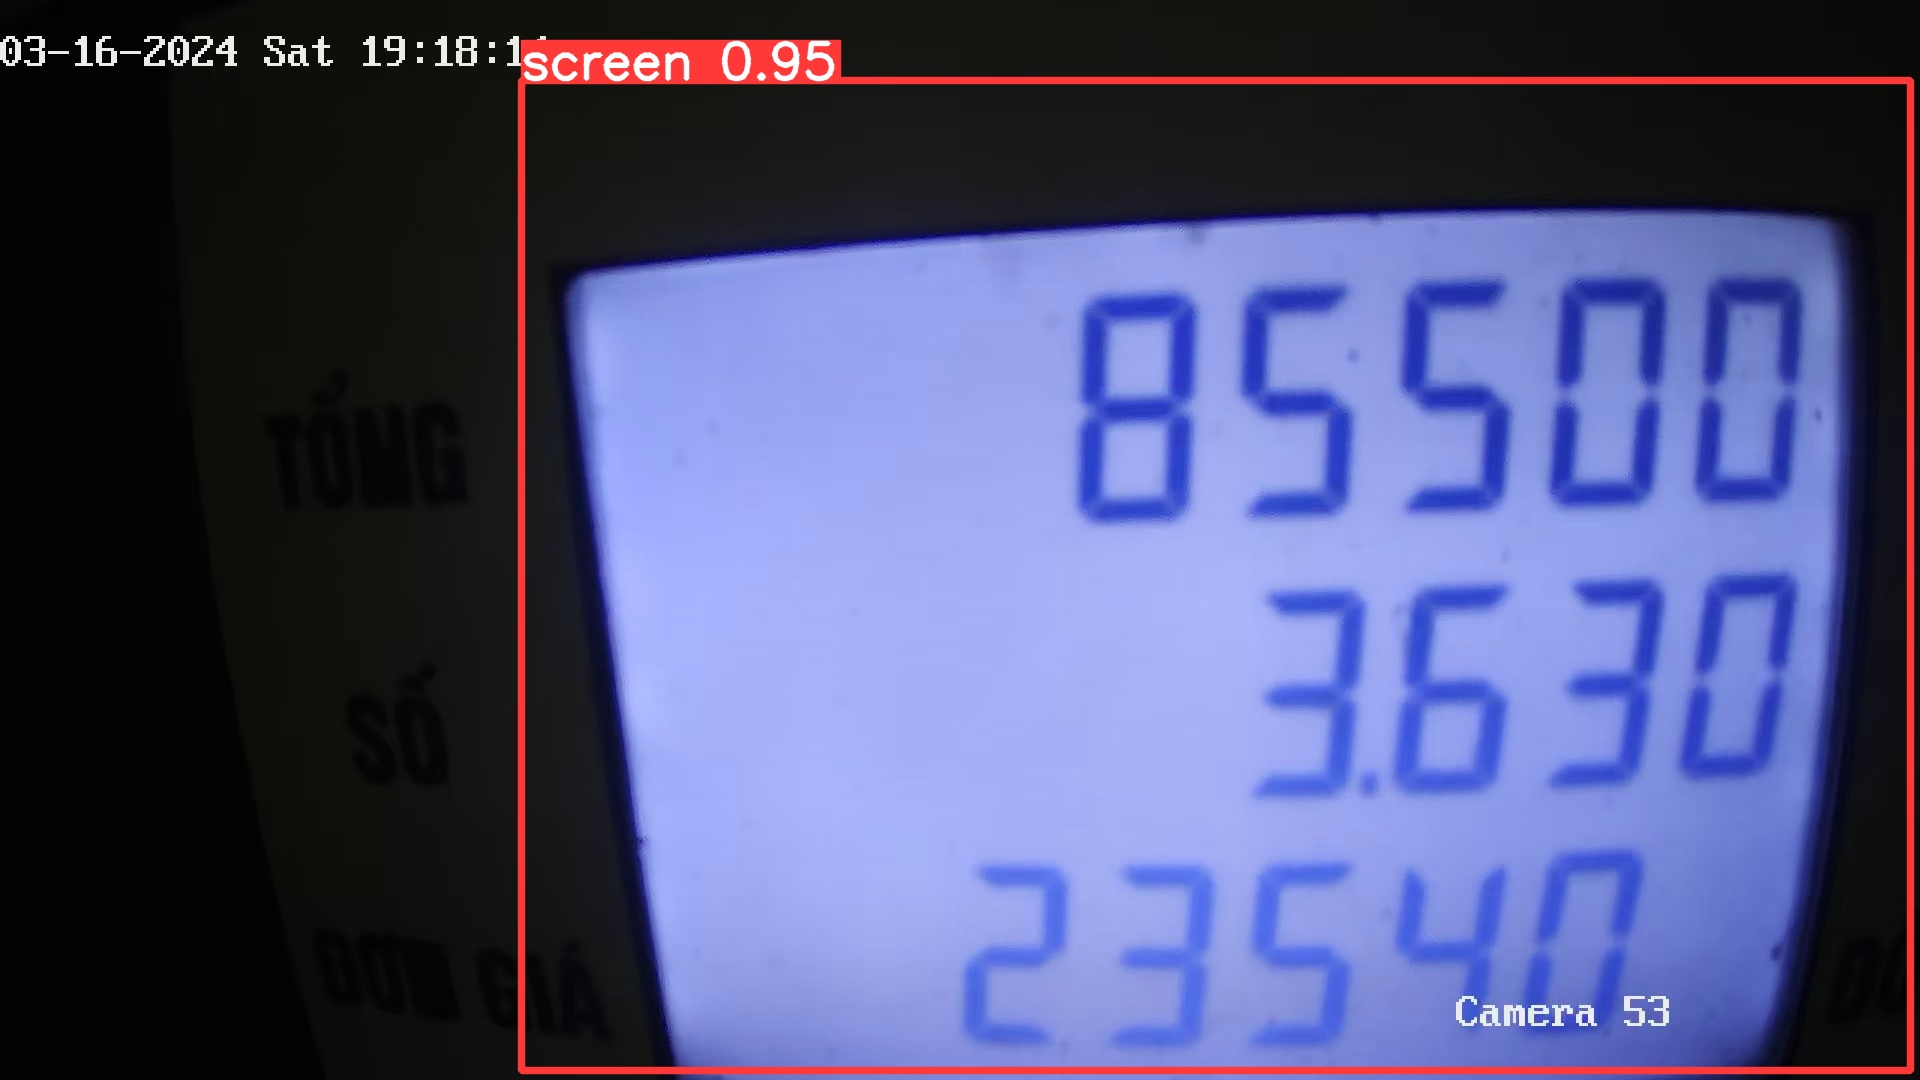 03-16-2024 Sat 19:18:1
screen 0.95
TỔNG 85500
SỐ 3.630
ĐƠN GIÁ 23540
Camera 53